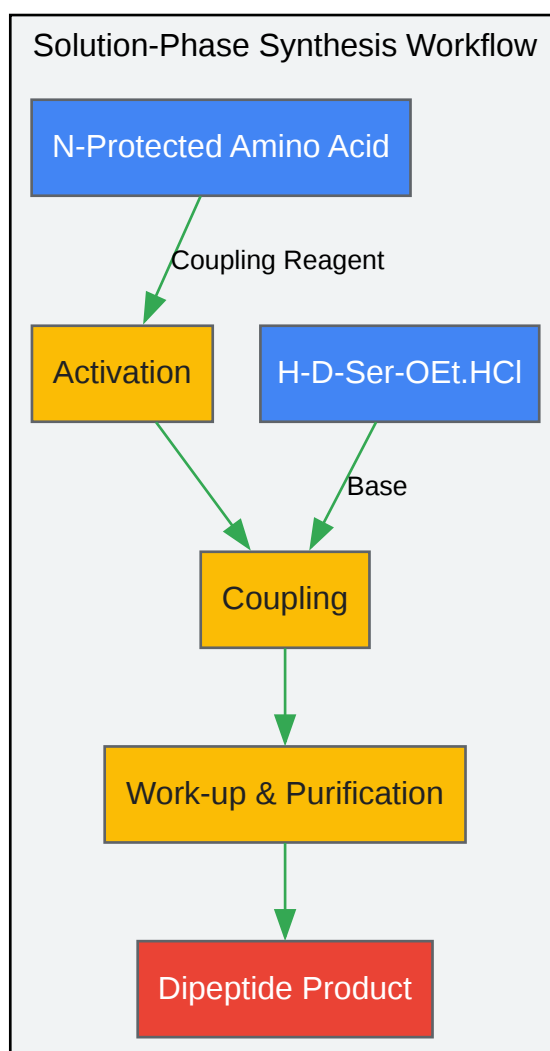 Solution-Phase Synthesis Workflow
N-Protected Amino Acid
Coupling Reagent
Activation
H-D-Ser-OEt.HCl
Base
Coupling
Work-up & Purification
Dipeptide Product